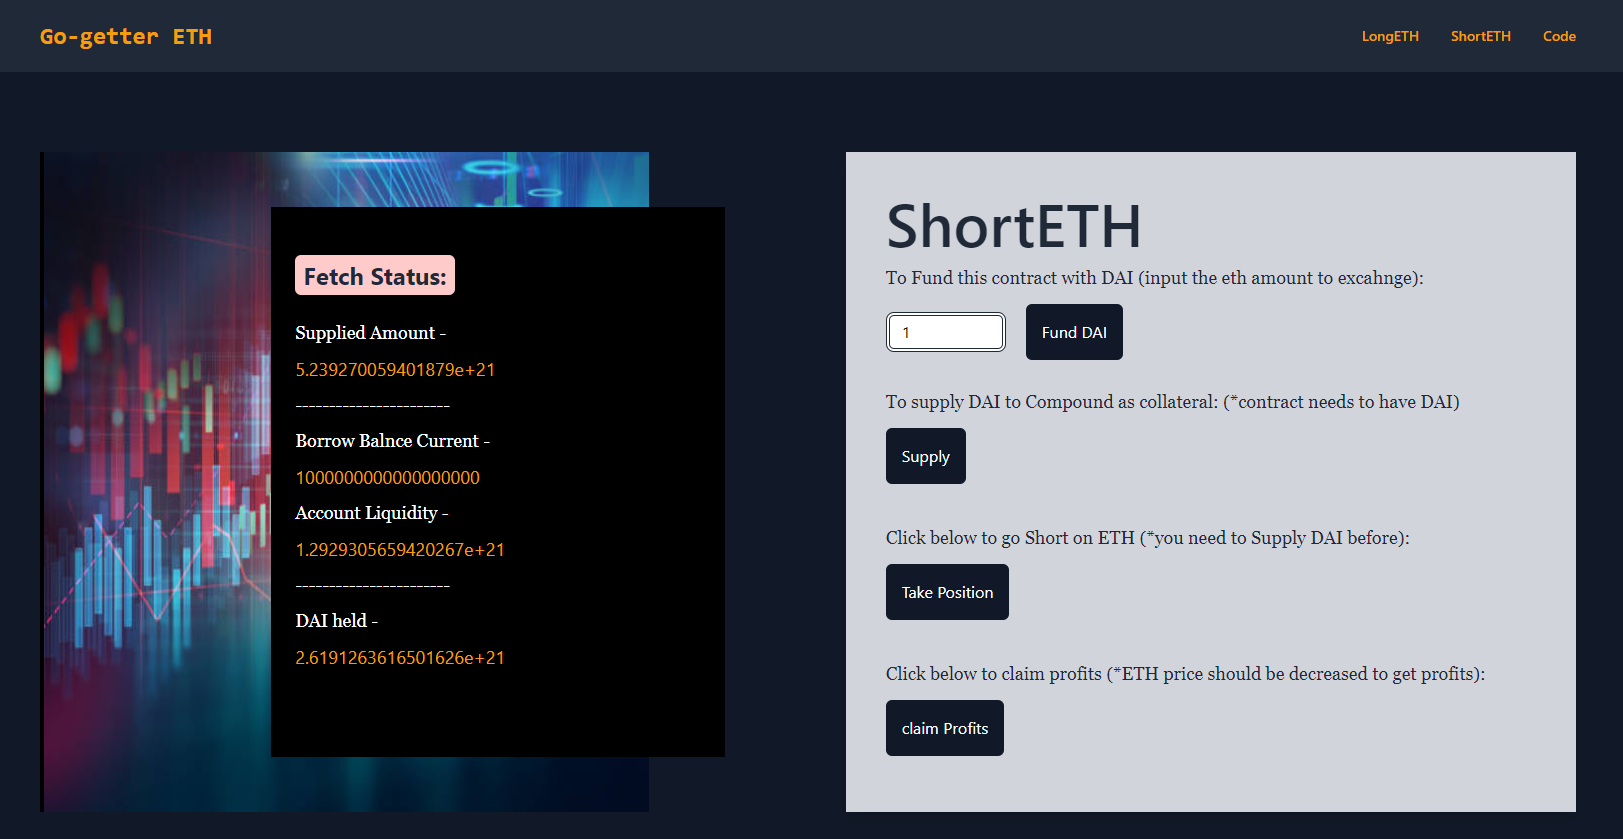 Go-getter ETH
LongETH
ShortETH
Code
Fetch Status:
Supplied Amount -
5.239270059401879e+21
-----------------------
Borrow Balnce Current -
1000000000000000000
Account Liquidity -
1.2929305659420267e+21
-----------------------
DAI held -
2.6191263616501626e+21
ShortETH
To Fund this contract with DAI (input the eth amount to excahnge):
1
Fund DAI
To supply DAI to Compound as collateral: (*contract needs to have DAI)
Supply
Click below to go Short on ETH (*you need to Supply DAI before):
Take Position
Click below to claim profits (*ETH price should be decreased to get profits):
claim Profits